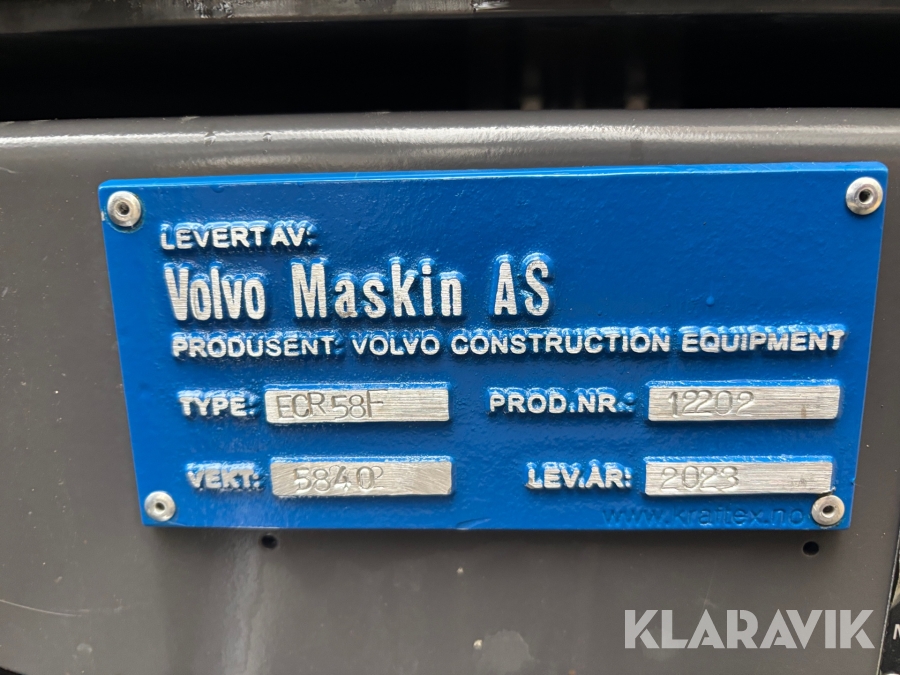 LEVERT AV:
Volvo Maskin AS
PRODUSENT: VOLVO CONSTRUCTION EQUIPMENT
TYPE: ECR58F PROD.NR.: 12202
VEKT: 5840 LEV.ÅR: 2023
www.kraftex.no
KLARAVIK